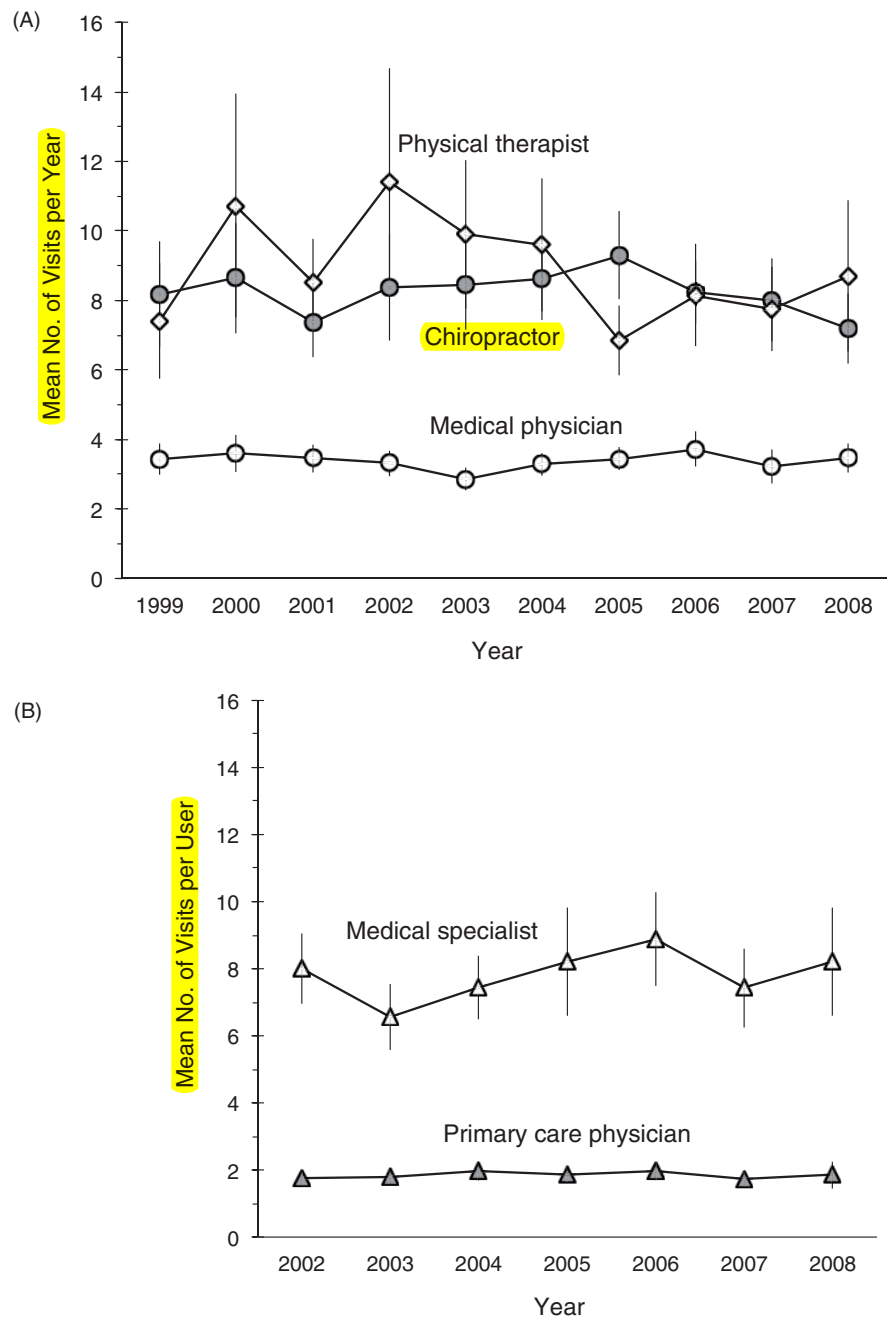 (A)
Mean No. of Visits per Year
16
14
12
10
8
6
4
2
0
Physical therapist
Chiropractor
Medical physician
1999 2000 2001 2002 2003 2004 2005 2006 2007 2008
Year
(B)
Mean No. of Visits per User
16
14
12
10
8
6
4
2
0
Medical specialist
Primary care physician
2002 2003 2004 2005 2006 2007 2008
Year